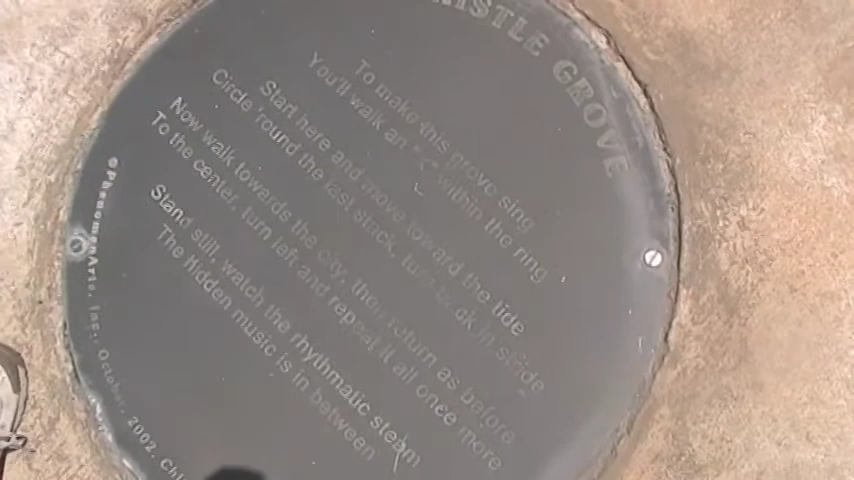 ISTLE GROVE
To make this grove sing
You'll walk an "x" within the ring
Start here and move toward the tide
Circle 'round the last stack, turn back in stride
Now walk towards the city, then return as before
To the center, turn left and repeat it all once more
Stand still, watch the rhythmatic steam
The hidden music is in between
©PhenomenArts, Inc., October, 2002.